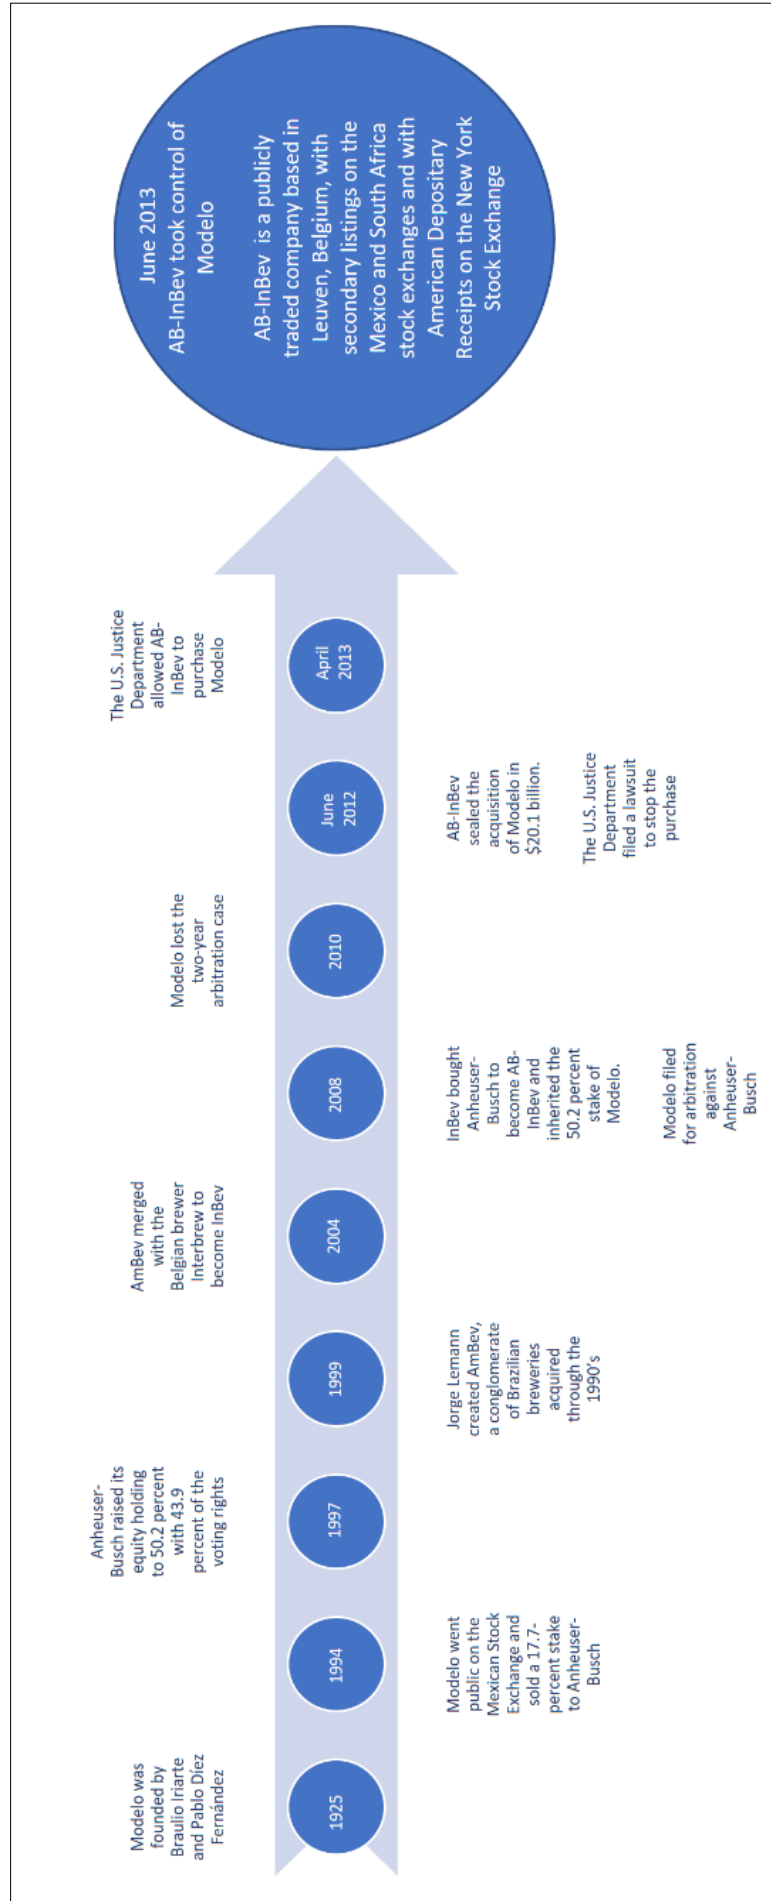 Modelo was
founded by
Braulio Iriarte
and Pablo Díez
Fernández
1925
1994
Modelo went
public on the
Mexican Stock
Exchange and
sold a 17.7-
percent stake
to Anheuser-
Busch
Anheuser-
Busch raised its
equity holding
to 50.2 percent
with 43.9
percent of the
voting rights
1997
1999
Jorge Lemann
created AmBev,
a conglomerate
of Brazilian
breweries
acquired
through the
1990's
AmBev merged
with the
Belgian brewer
Interbrew to
become InBev
2004
2008
InBev bought
Anheuser-
Busch to
become AB-
InBev and
inherited the
50.2 percent
stake of
Modelo.
Modelo filed
for arbitration
against
Anheuser-
Busch
Modelo lost the
two-year
arbitration case
2010
June
2012
AB-InBev
sealed the
acquisition
of Modelo in
$20.1 billion.
The U.S. Justice
Department
filed a lawsuit
to stop the
purchase
The U.S. Justice
Department
allowed AB-
InBev to
purchase
Modelo
April
2013
June 2013
AB-InBev took control of
Modelo
AB-InBev is a publicly
traded company based in
Leuven, Belgium, with
secondary listings on the
Mexico and South Africa
stock exchanges and with
American Depositary
Receipts on the New York
Stock Exchange